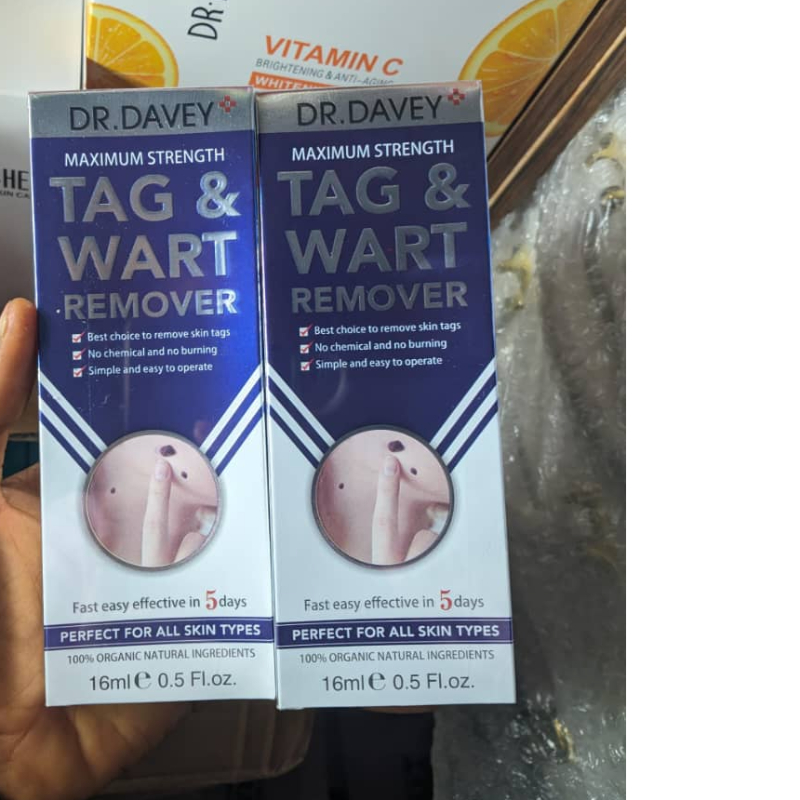 DR.
VITAMIN C
BRIGHTENING & ANTI-AGING
DR.DAVEY
MAXIMUM STRENGTH
TAG &
WART
REMOVER
Best choice to remove skin tags
No chemical and no burning
Simple and easy to operate
Fast easy effective in 5 days
PERFECT FOR ALL SKIN TYPES
100% ORGANIC NATURAL INGREDIENTS
16ml e 0.5 Fl.oz.
DR.DAVEY
MAXIMUM STRENGTH
TAG &
WART
REMOVER
Best choice to remove skin tags
No chemical and no burning
Simple and easy to operate
Fast easy effective in 5 days
PERFECT FOR ALL SKIN TYPES
100% ORGANIC NATURAL INGREDIENTS
16ml e 0.5 Fl.oz.